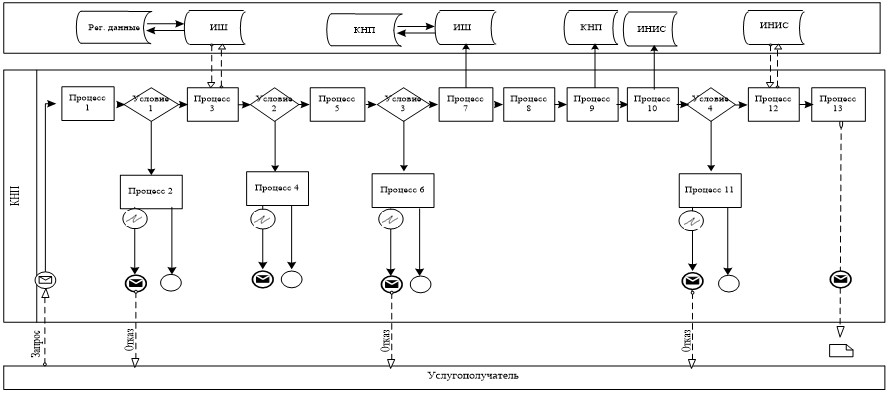 Рег. данные
ИШ
КНП
ИШ
КНП
ИНИС
ИНИС
КНП
Процесс
1
Условие
1
Процесс
3
Условие
2
Процесс
5
Условие
3
Процесс
7
Процесс
8
Процесс
9
Процесс
10
Условие
4
Процесс
12
Процесс
13
Процесс 2
Процесс 4
Процесс 6
Процесс 11
Запрос
Отказ
Отказ
Отказ
Услугополучатель